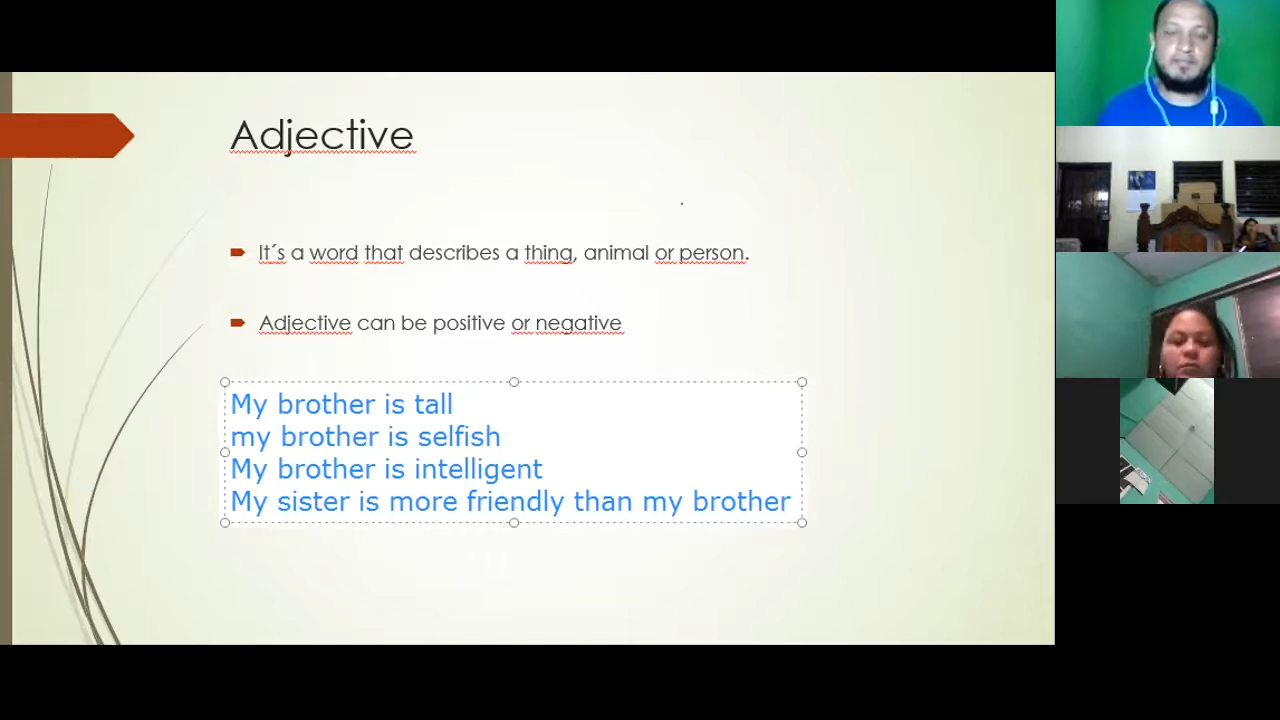 Adjective
It´s a word that describes a thing, animal or person.
Adjective can be positive or negative
My brother is tall
my brother is selfish
My brother is intelligent
My sister is more friendly than my brother